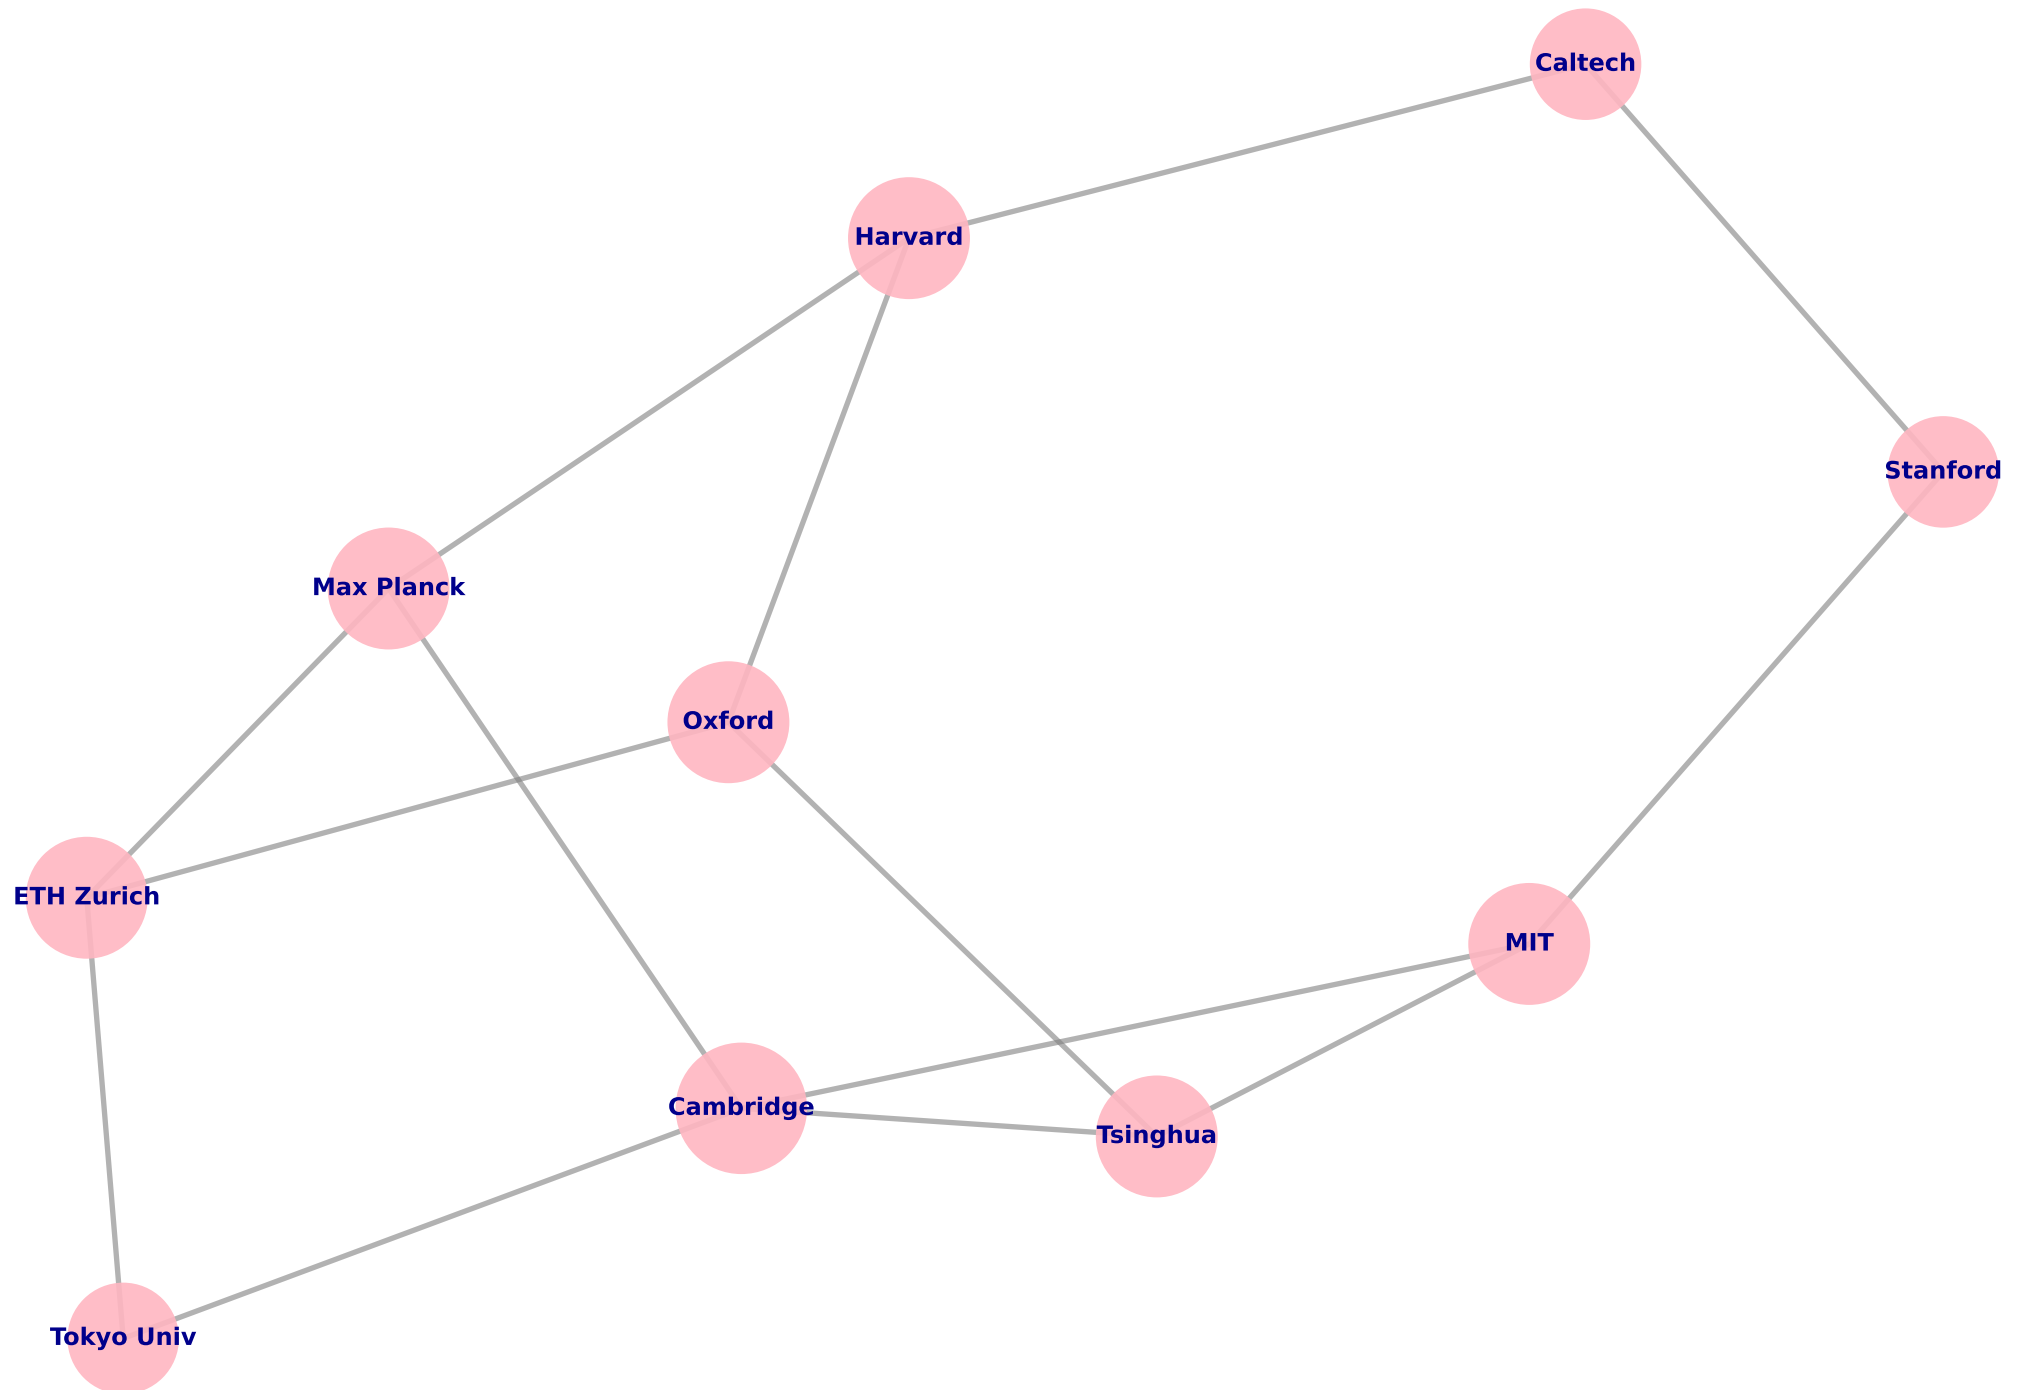 Caltech
Harvard
Stanford
Max Planck
Oxford
ETH Zurich
MIT
Cambridge
Tsinghua
Tokyo Univ